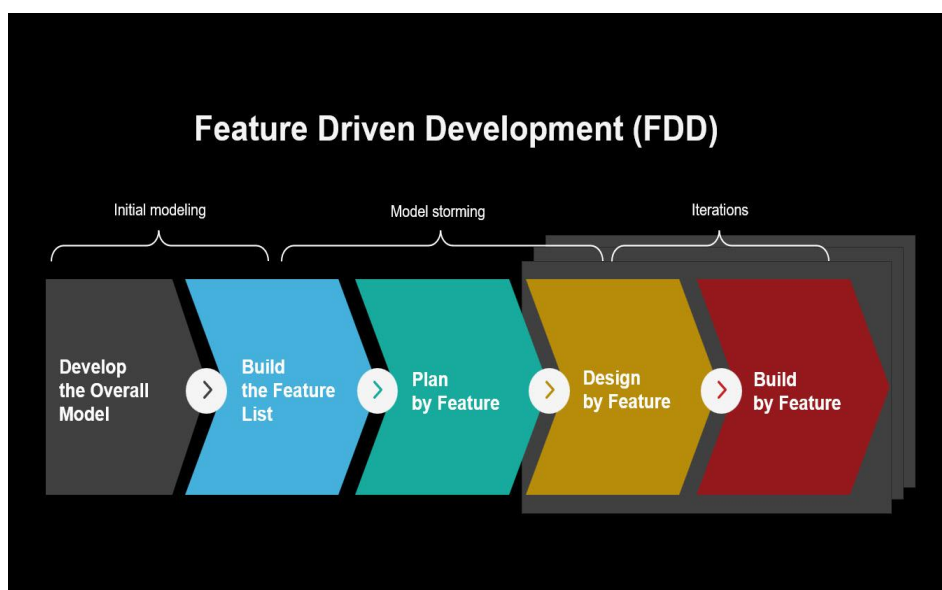 Feature Driven Development (FDD)
Initial modeling
Model storming
Iterations
Develop
the Overall
Model
Build
the Feature
List
Plan
by Feature
Design
by Feature
Build
by Feature